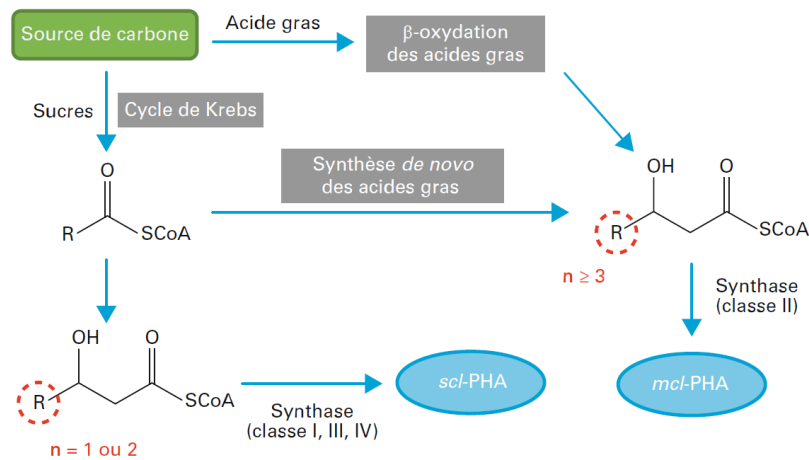 Source de carbone
Acide gras
β-oxydation
des acides gras
Sucres
Cycle de Krebs
O
R
SCoA
Synthèse de novo
des acides gras
OH
O
R
SCoA
n ≥ 3
Synthase
(classe II)
OH
O
R
SCoA
n = 1 ou 2
Synthase
(classe I, III, IV)
scl-PHA
mcl-PHA